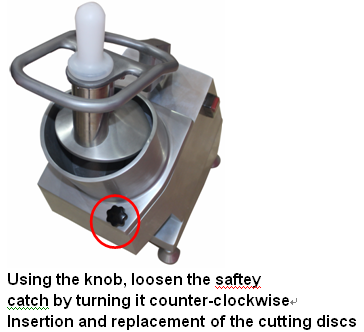 Using the knob, loosen the saftey
catch by turning it counter-clockwise
Insertion and replacement of the cutting discs